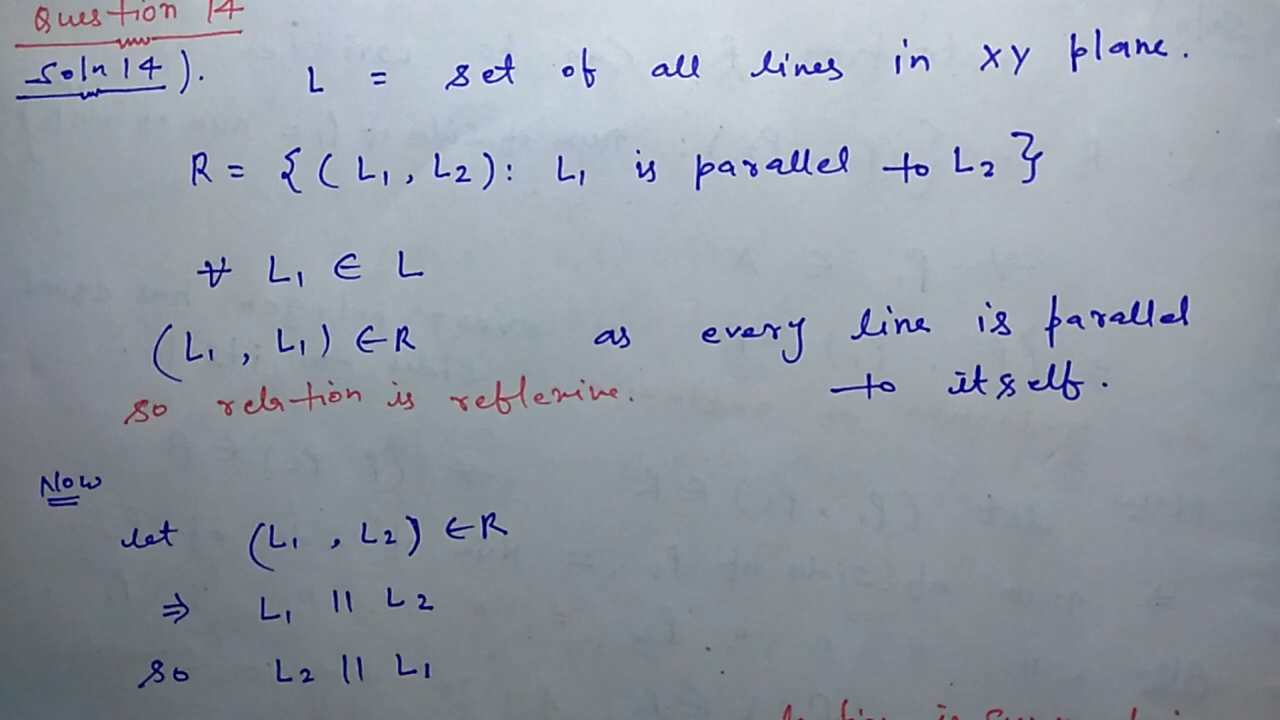 Question 14
Soln 14). L = set of all lines in XY plane.
R = {(L1, L2): L1 is parallel to L2}
∀ L1 ∈ L
(L1, L1) ∈ R as every line is parallel
to itself.
so relation is reflexive.
Now
let (L1, L2) ∈ R
⇒ L1 || L2
so L2 || L1